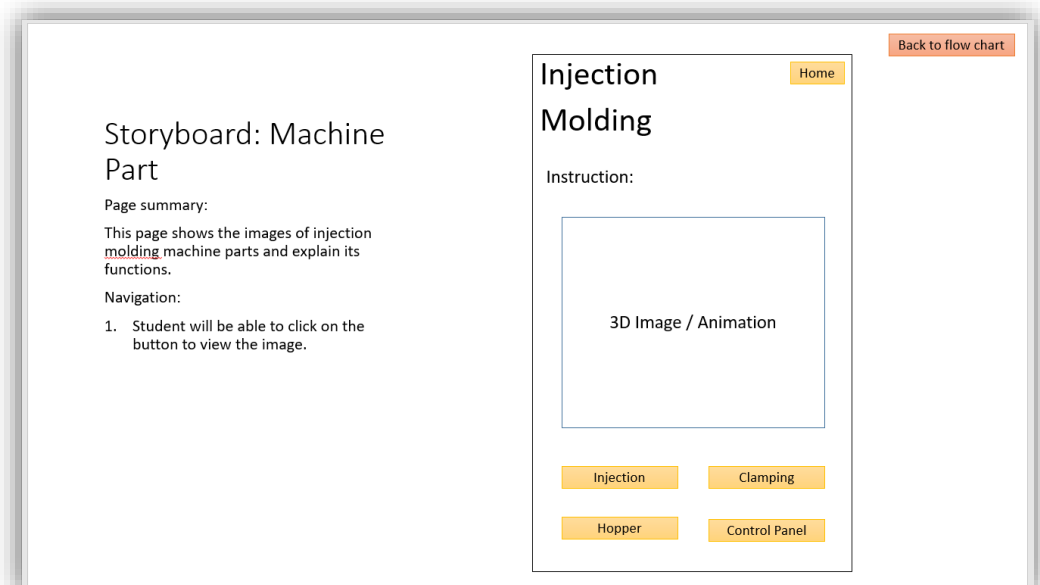 Back to flow chart
Storyboard: Machine
Part
Page summary:
This page shows the images of injection
molding machine parts and explain its
functions.
Navigation:
1. Student will be able to click on the
button to view the image.
Injection
Molding
Home
Instruction:
3D Image / Animation
Injection
Clamping
Hopper
Control Panel